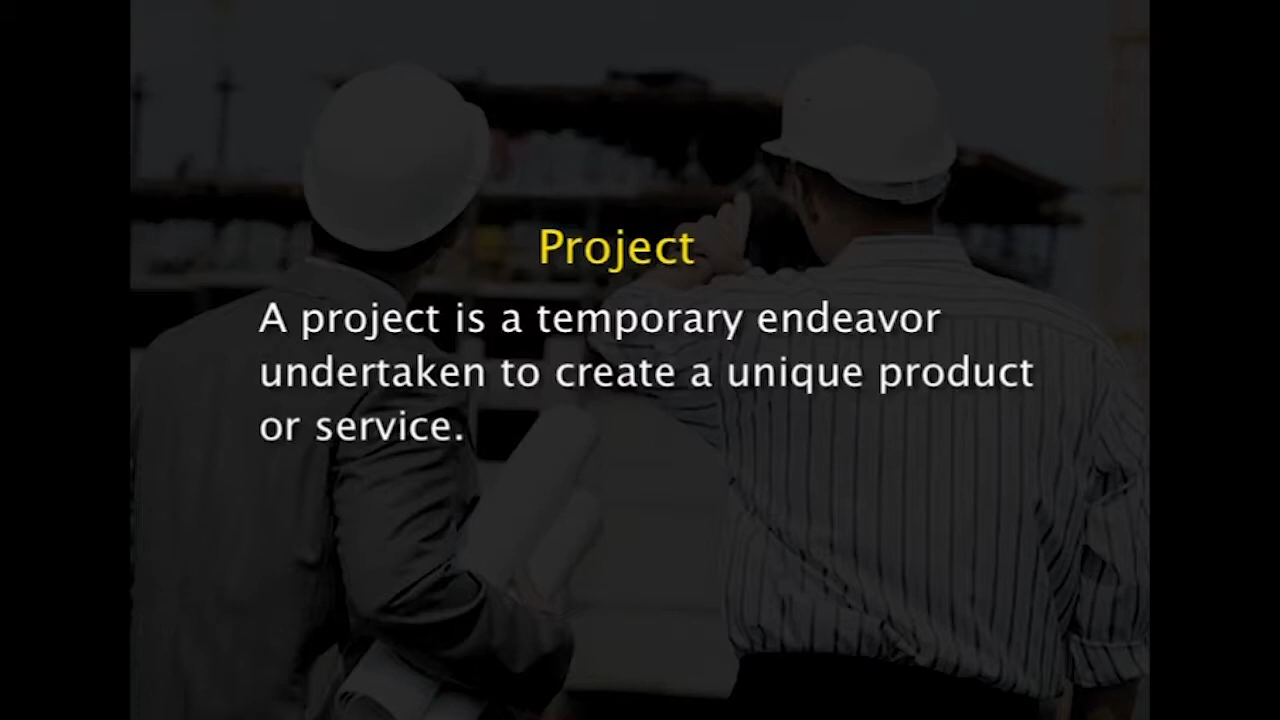 Project
A project is a temporary endeavor
undertaken to create a unique product
or service.